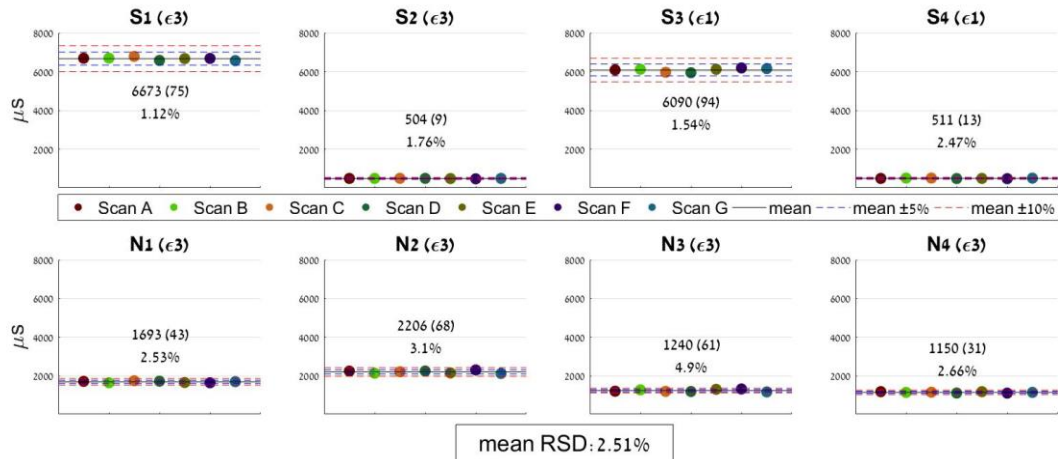 S1 (ϵ3) S2 (ϵ3) S3 (ϵ1) S4 (ϵ1)
8000 8000 8000 8000
6000 6000 6000 6000
6673 (75) 6090 (94)
μs 4000 4000 4000 4000
1.12% 504 (9) 1.54% 511 (13)
2000 1.76% 2000 2.47%
2000 2000
Scan A Scan B Scan C Scan D Scan E Scan F Scan G mean mean ±5% mean ±10%
N1 (ϵ3) N2 (ϵ3) N3 (ϵ3) N4 (ϵ3)
8000 8000 8000 8000
6000 6000 6000 6000
μs 4000 4000 4000 4000
1693 (43) 2206 (68) 1240 (61) 1150 (31)
2.53% 3.1% 4.9% 2.66%
2000 2000 2000 2000
mean RSD: 2.51%